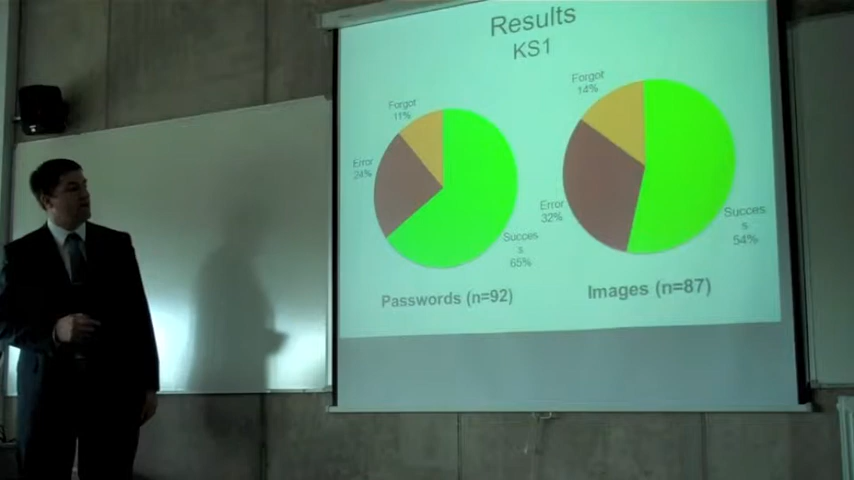 Results
KS1
Forgot
11%
Error
24%
Succes
s
65%
Passwords (n=92)
Forgot
14%
Error
32%
Succes
s
54%
Images (n=87)